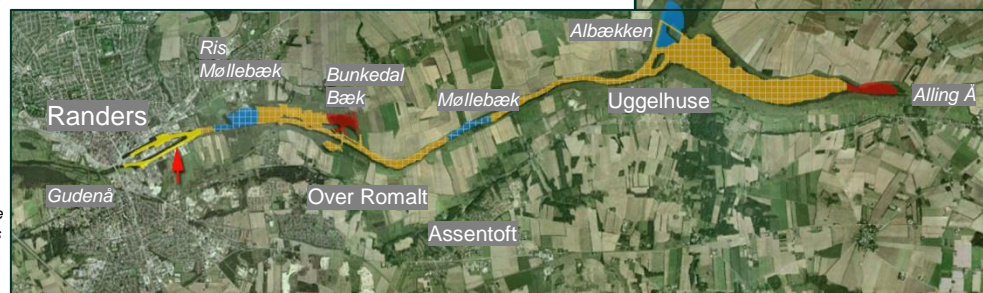 Ris
Møllebæk
Bunkedal
Bæk
Albækken
Møllebæk
Alling Å
Uggelhuse
Randers
Gudenå
Over Romalt
Assentoft